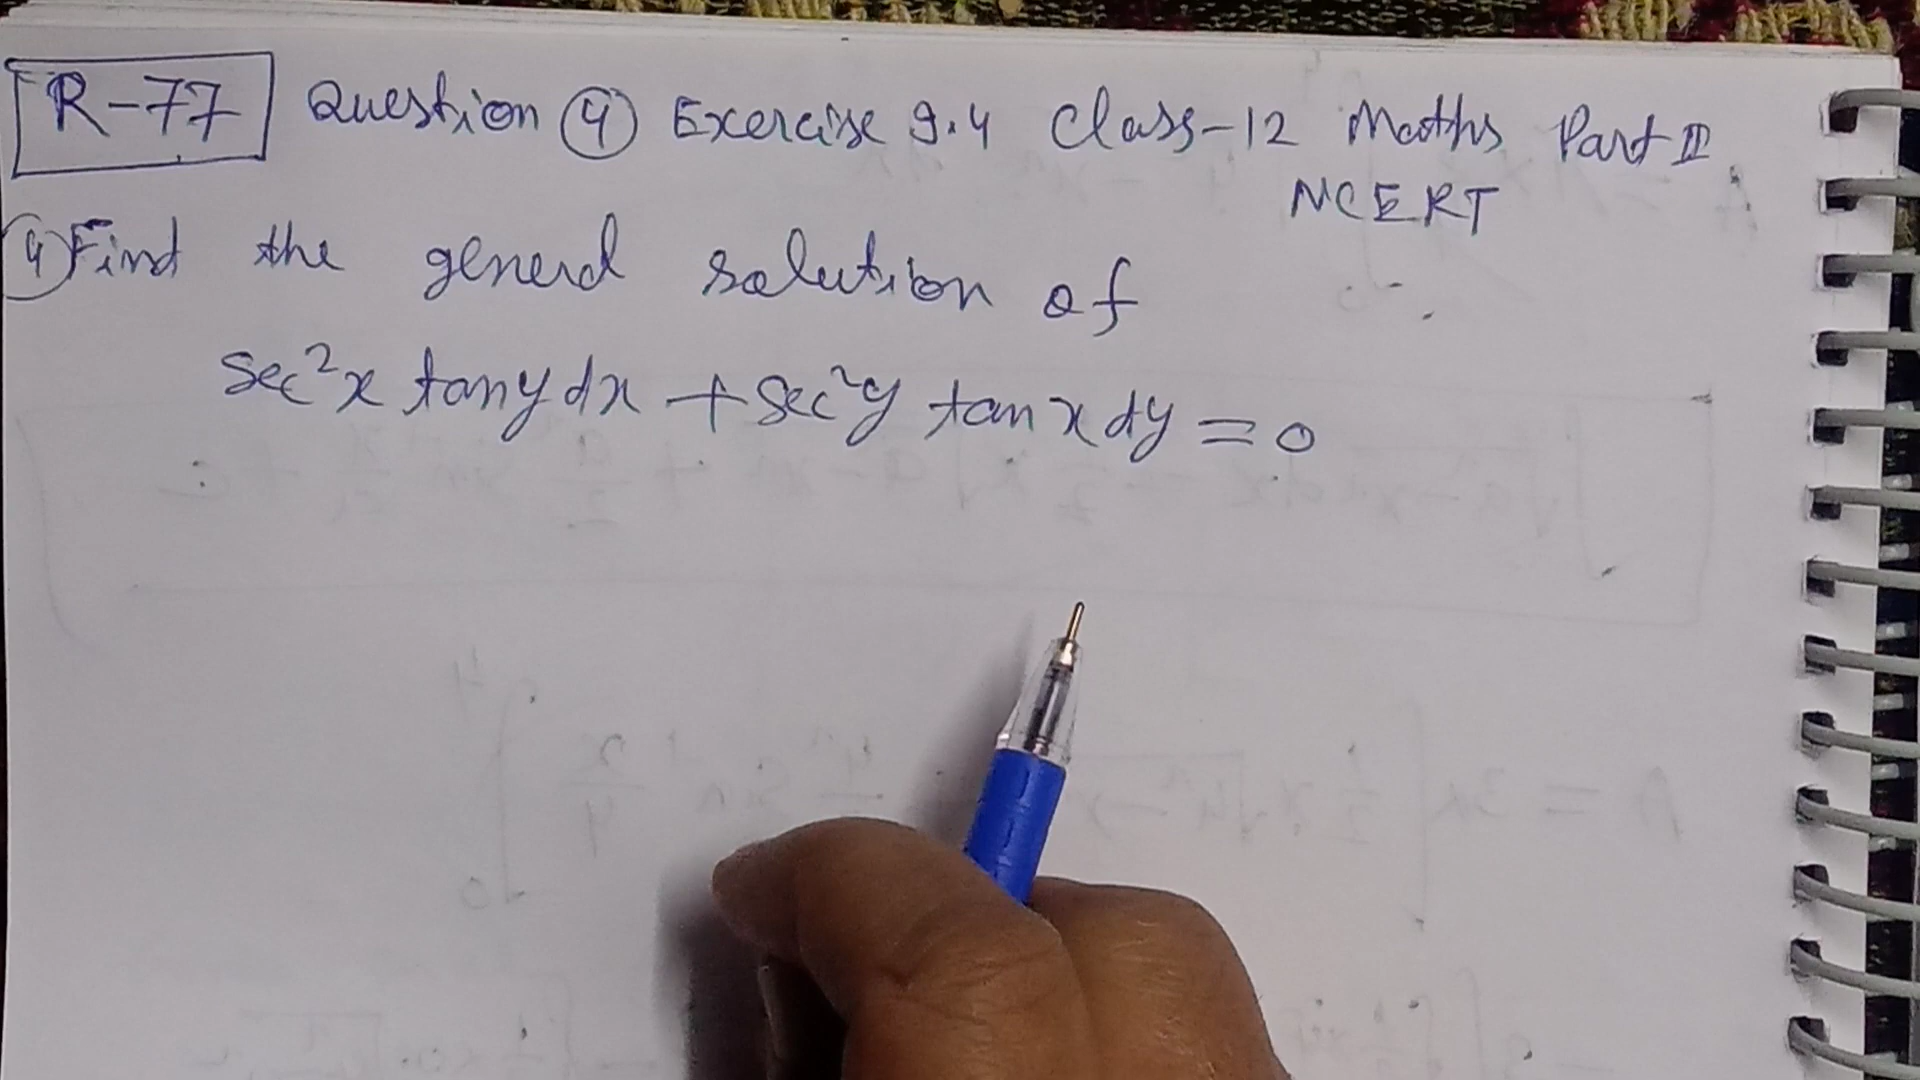 R-77 Question 4 Exercise 9.4 Class-12 Maths Part II
NCERT
4 Find the general solution of
sec²x tany dx + sec²y tan x dy = 0